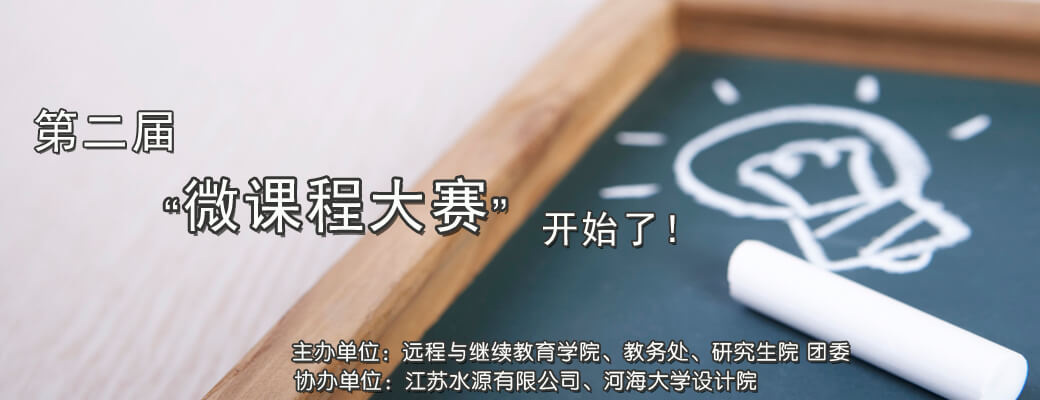 第二届
“微课程大赛” 开始了！
主办单位：远程与继续教育学院、教务处、研究生院 团委
协办单位：江苏水源有限公司、河海大学设计院